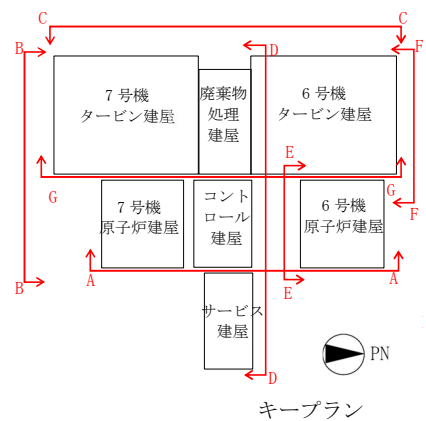 C
C
B
D
F
7号機
タービン建屋
廃棄物
処理
建屋
6号機
タービン建屋
E
G
G
7号機
原子炉建屋
コント
ロール
建屋
6号機
原子炉建屋
F
B
A
E
A
サービス
建屋
PN
D
キープラン